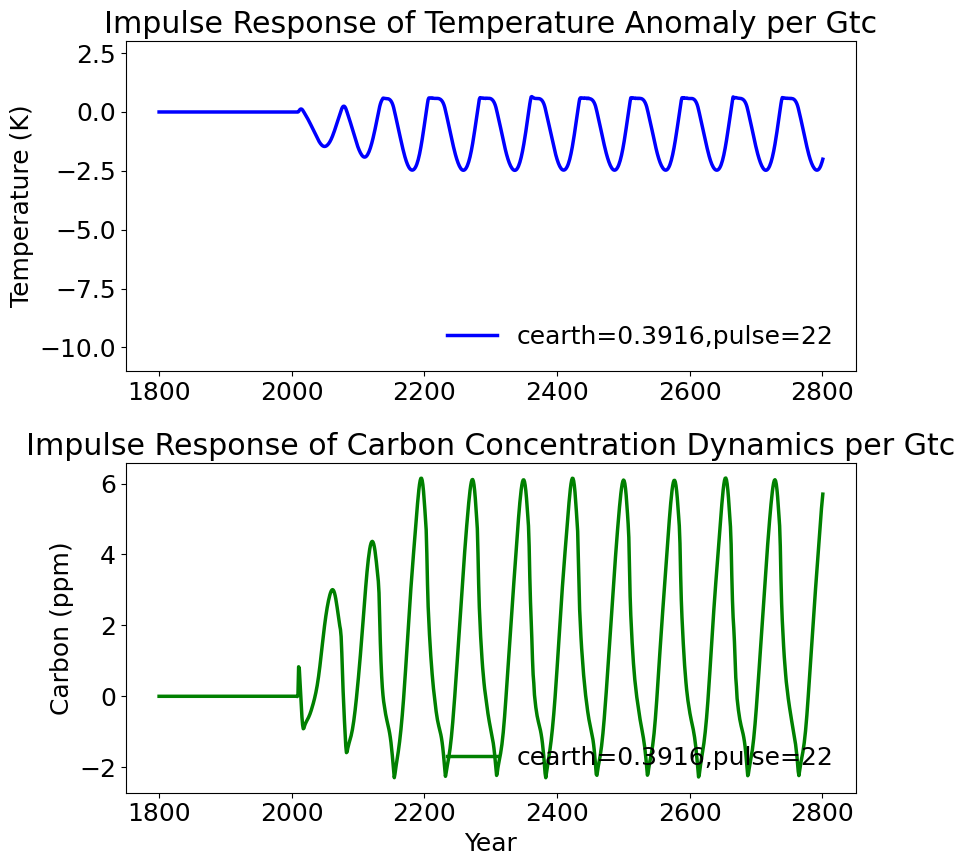 Impulse Response of Temperature Anomaly per Gtc
2.5
0.0
−2.5
−5.0
−7.5
−10.0
Temperature (K)
cearth=0.3916,pulse=22
1800 2000 2200 2400 2600 2800
Impulse Response of Carbon Concentration Dynamics per Gtc
6
4
2
0
−2
Carbon (ppm)
cearth=0.3916,pulse=22
1800 2000 2200 2400 2600 2800
Year